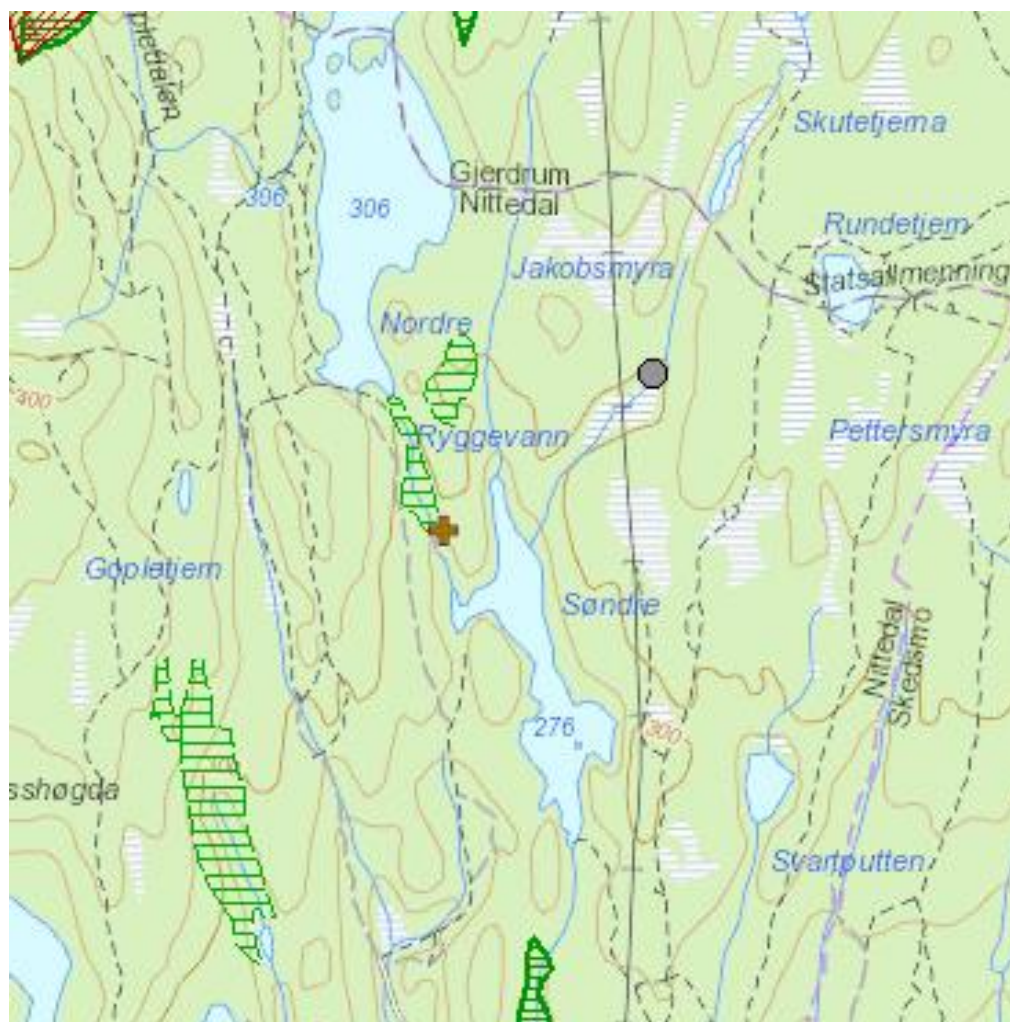 Skutetjerna
306
306
Gjerdrum
Nittedal
Rundetjern
Statsallmenning
Jakobsmyra
Nordre
400
Ryggevann
Pettersmyra
Gopletjern
Søndre
Nittedal
Skedsmo
276
300
sshøgda
Svartputten